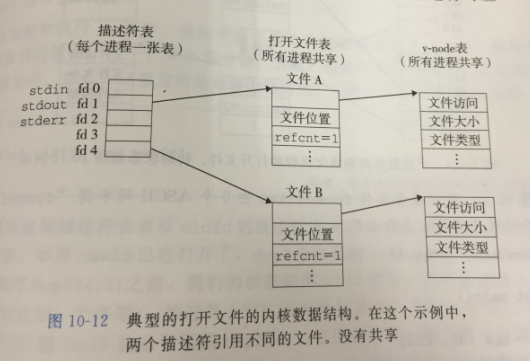 描述符表
（每个进程一张表）
打开文件表
（所有进程共享）
v-node表
（所有进程共享）
stdin fd 0
stdout fd 1
stderr fd 2
fd 3
fd 4
文件 A
文件位置
refcnt=1
⋮
文件访问
文件大小
文件类型
⋮
文件 B
文件位置
refcnt=1
⋮
文件访问
文件大小
文件类型
⋮
图 10-12 典型的打开文件的内核数据结构。在这个示例中，
两个描述符引用不同的文件。没有共享